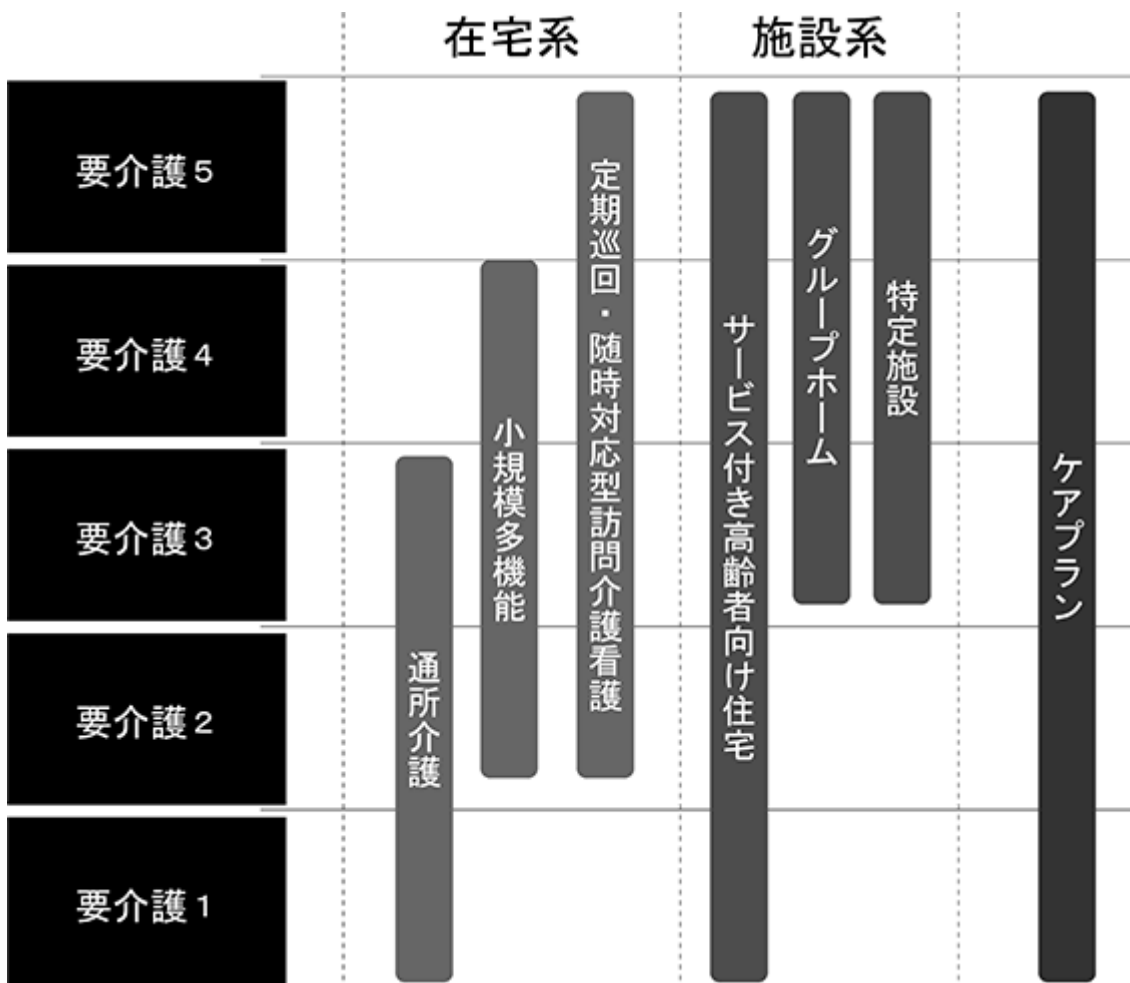 在宅系
施設系
要介護5
要介護4
要介護3
要介護2
要介護1
通所介護
小規模多機能
定期巡回・随時対応型訪問介護看護
サービス付き高齢者向け住宅
グループホーム
特定施設
ケアプラン